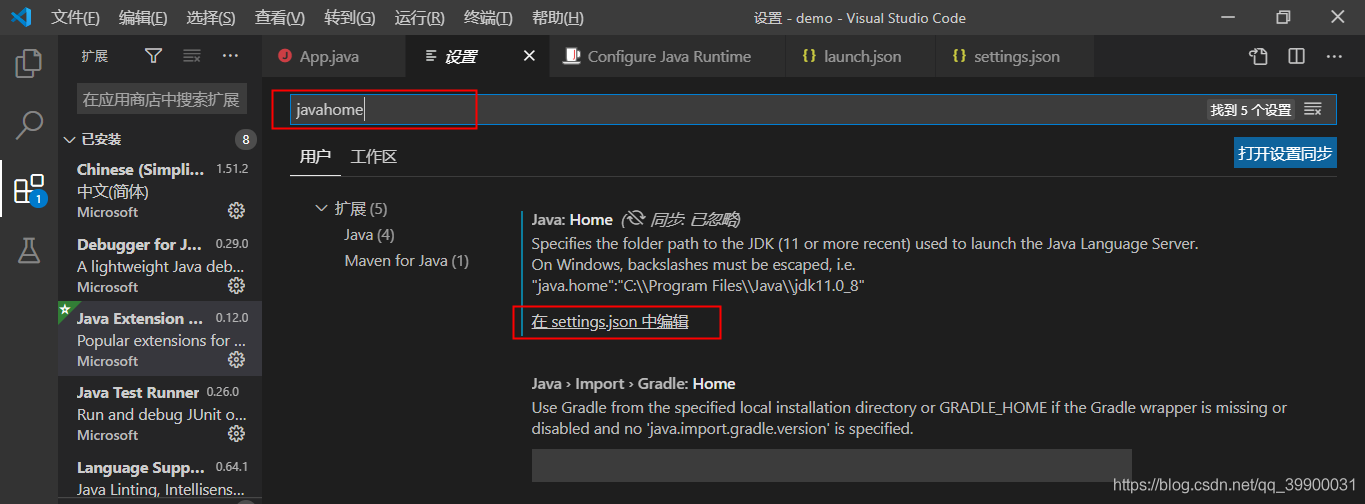 文件(F) 编辑(E) 选择(S) 查看(V) 转到(G) 运行(R) 终端(T) 帮助(H) 设置 - demo - Visual Studio Code
扩展
在应用商店中搜索扩展
已安装 8
Chinese (Simpli... 1.51.2
中文(简体)
Microsoft
Debugger for J... 0.29.0
A lightweight Java deb...
Microsoft
Java Extension ... 0.12.0
Popular extensions for ...
Microsoft
Java Test Runner 0.26.0
Run and debug JUnit o...
Microsoft
Language Supp... 0.64.1
Java Linting, Intellisens...
1
J App.java 设置 Configure Java Runtime {} launch.json {} settings.json
javahome 找到 5 个设置
用户 工作区 打开设置同步
扩展 (5)
Java (4)
Maven for Java (1)
Java: Home (同步: 已忽略)
Specifies the folder path to the JDK (11 or more recent) used to launch the Java Language Server.
On Windows, backslashes must be escaped, i.e.
"java.home":"C:\\Program Files\\Java\\jdk11.0_8"
在 settings.json 中编辑
Java › Import › Gradle: Home
Use Gradle from the specified local installation directory or GRADLE_HOME if the Gradle wrapper is missing or
disabled and no 'java.import.gradle.version' is specified.
https://blog.csdn.net/qq_39900031